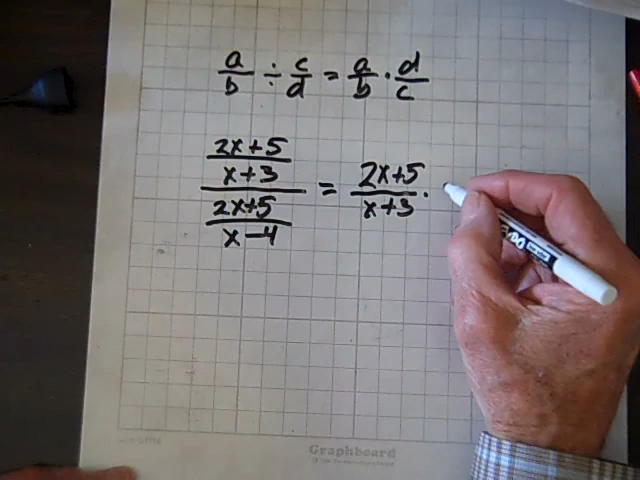 a/b ÷ c/d = a/b · d/c
(2x+5)/(x+3) / (2x+5)/(x-4) = (2x+5)/(x+3) ·
Graphboard